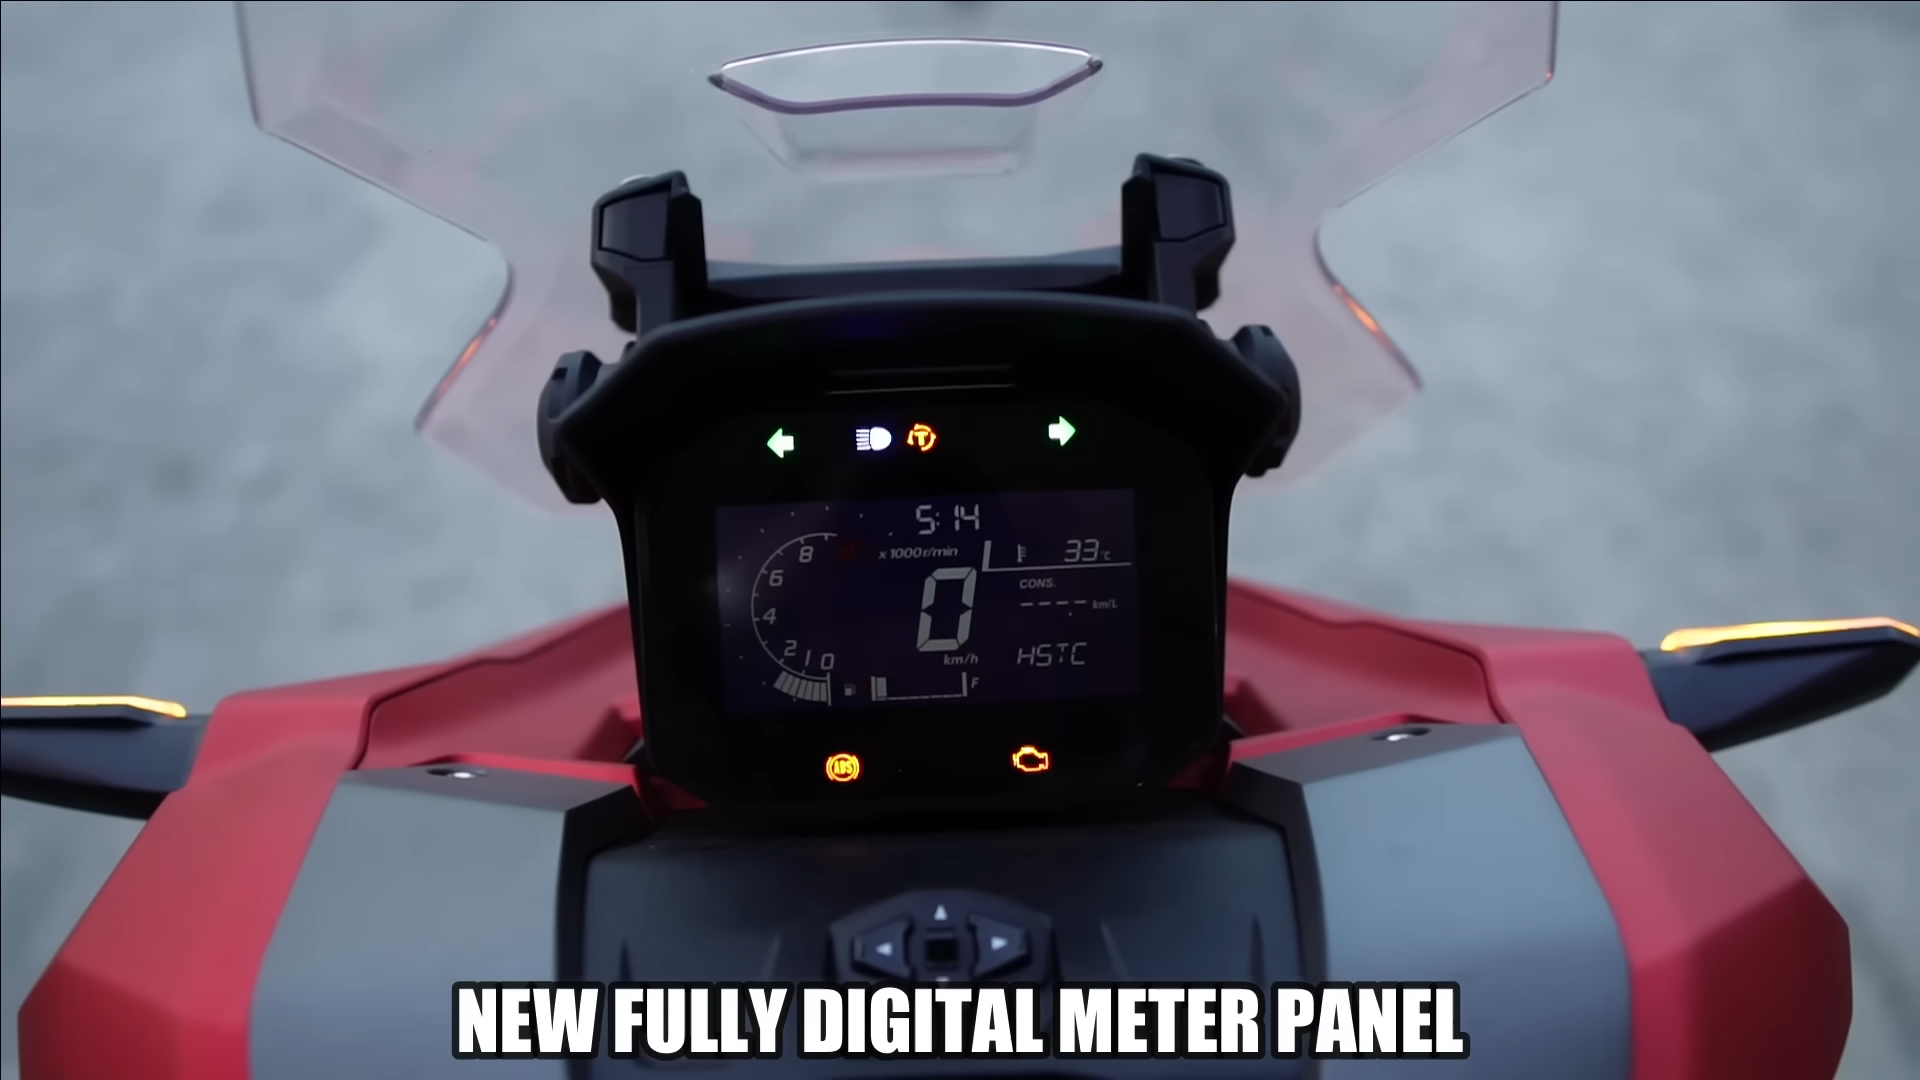 T
5:14
8
x 1000 r/min
33°C
6
CONS.
0
---- km/L
4
2 1 0
km/h
HSTC
F
ABS
NEW FULLY DIGITAL METER PANEL